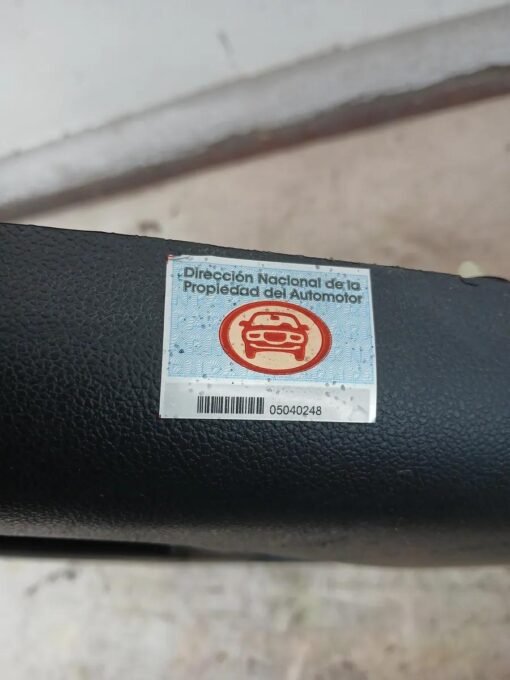 Dirección Nacional de la
Propiedad del Automotor
05040248